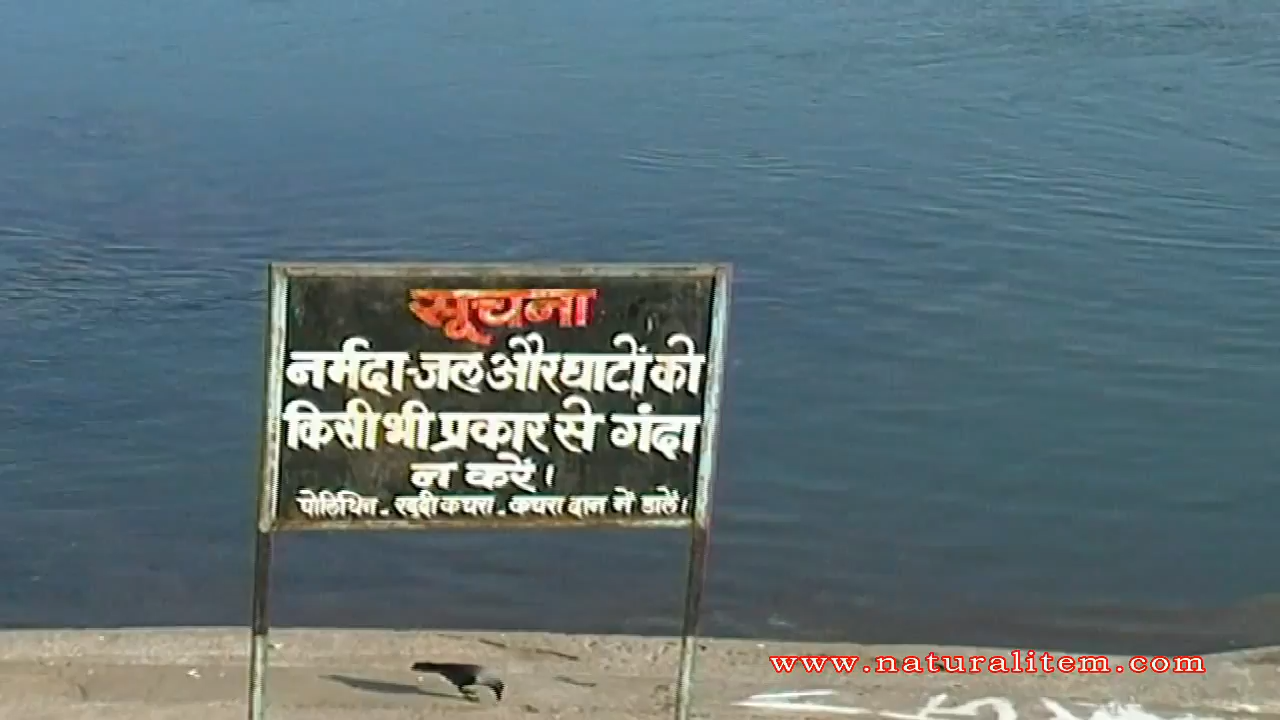 सूचना
नर्मदा-जल और घाटों को
किसी भी प्रकार से गंदा
न करें।
पोलिथिन - रद्दी कचरा - कचरा दान में डालें।
www.naturalitem.com